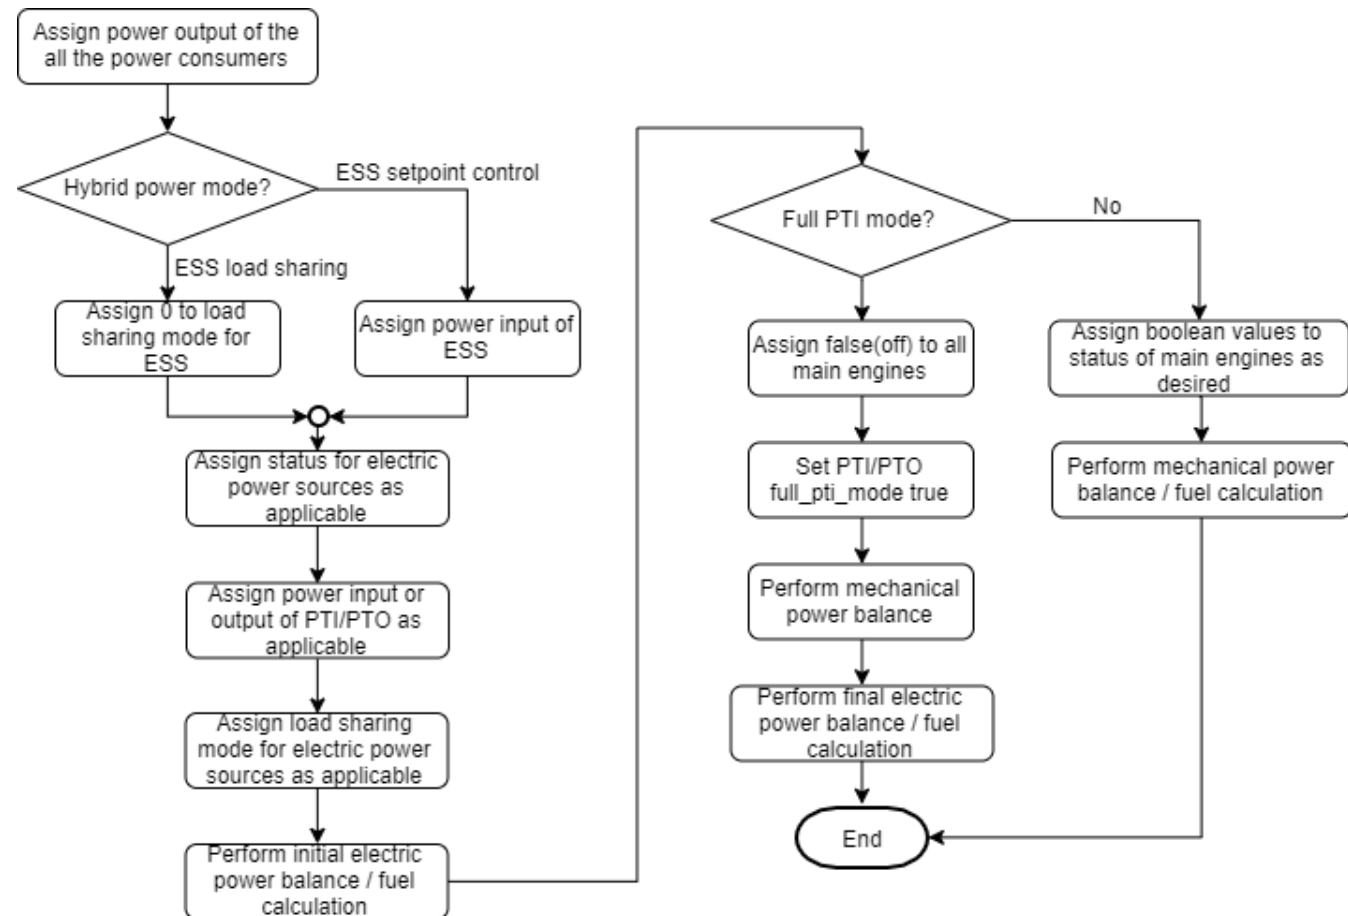 Assign power output of the
all the power consumers
Hybrid power mode?
ESS setpoint control
ESS load sharing
Assign 0 to load
sharing mode for
ESS
Assign power input of
ESS
Assign status for electric
power sources as
applicable
Assign power input or
output of PTI/PTO as
applicable
Assign load sharing
mode for electric power
sources as applicable
Perform initial electric
power balance / fuel
calculation
Full PTI mode?
No
Assign false(off) to all
main engines
Set PTI/PTO
full_pti_mode true
Perform mechanical
power balance
Perform final electric
power balance / fuel
calculation
Assign boolean values to
status of main engines as
desired
Perform mechanical power
balance / fuel calculation
End